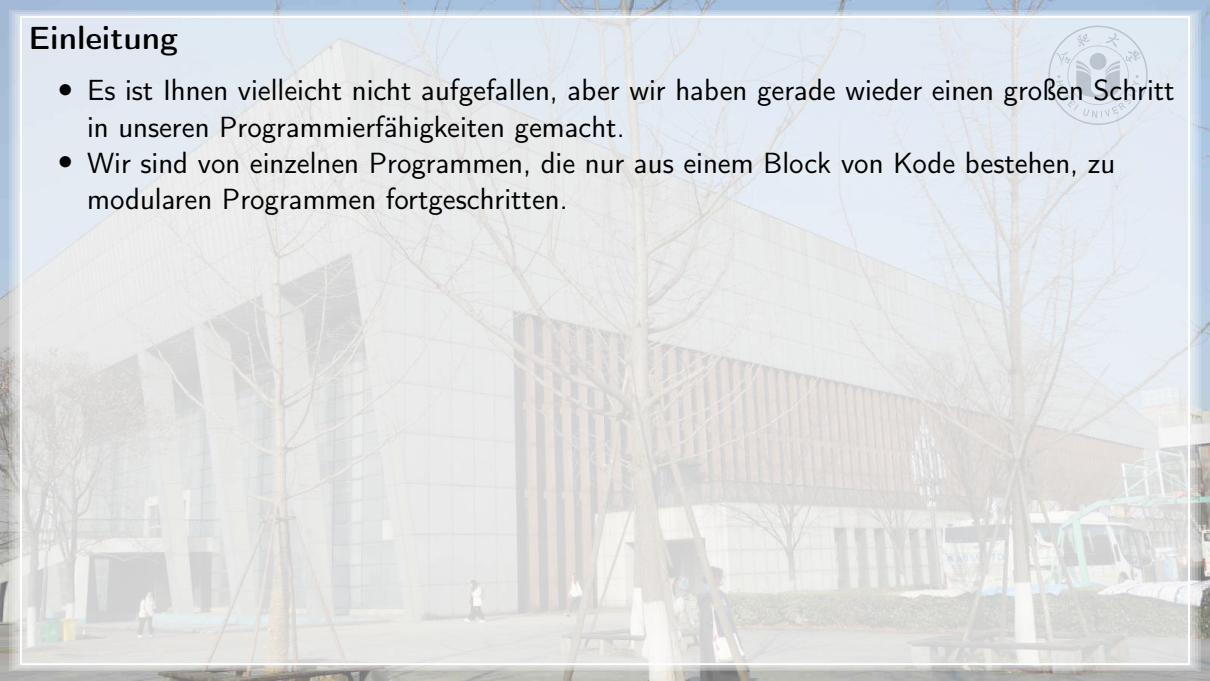 Einleitung
• Es ist Ihnen vielleicht nicht aufgefallen, aber wir haben gerade wieder einen großen Schritt
in unseren Programmierfähigkeiten gemacht.
• Wir sind von einzelnen Programmen, die nur aus einem Block von Kode bestehen, zu
modularen Programmen fortgeschritten.